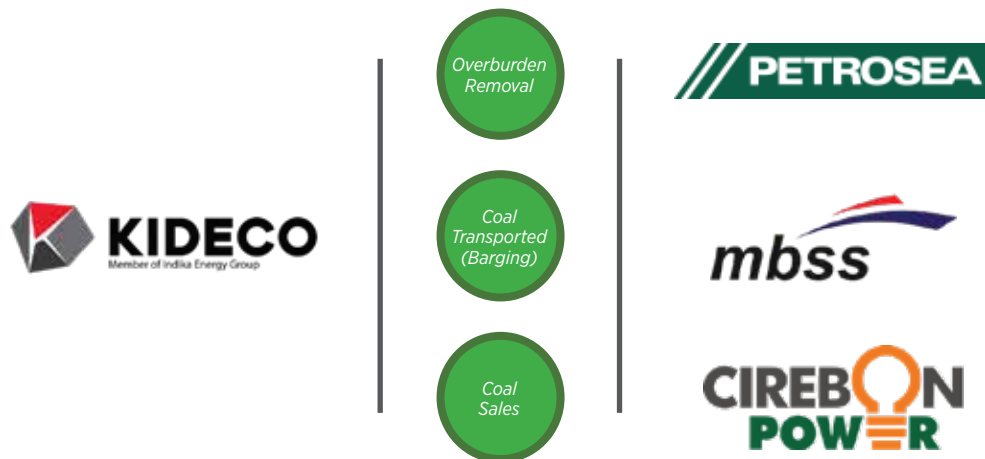 KIDECO
Member of Indika Energy Group
Overburden
Removal
Coal
Transported
(Barging)
Coal
Sales
PETROSEA
mbss
CIREBON
POWER